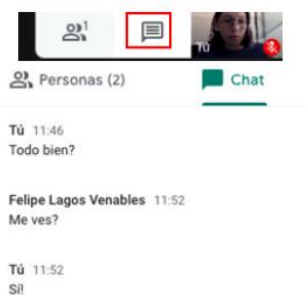 1
Tú
Personas (2)
Chat
Tú 11:46
Todo bien?
Felipe Lagos Venables 11:52
Me ves?
Tú 11:52
Sí!